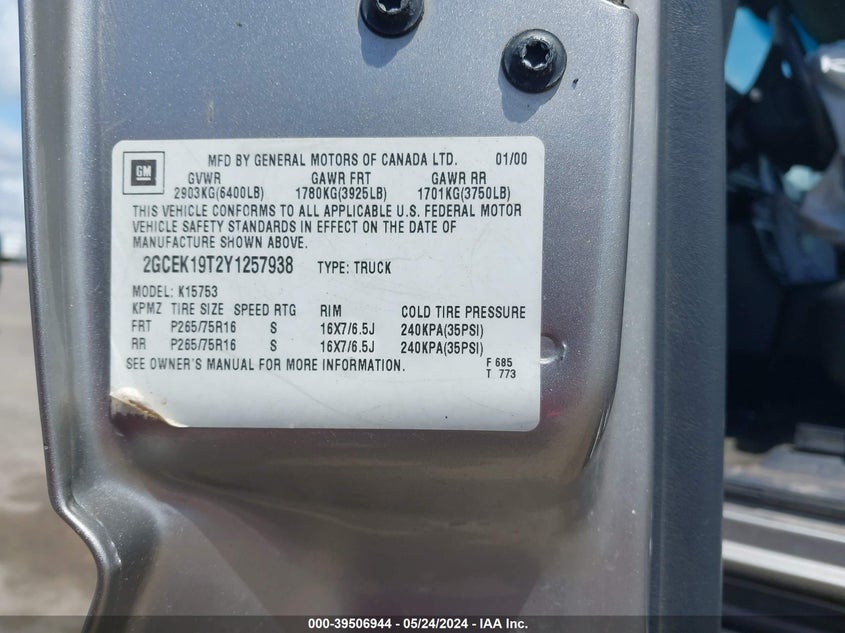 GM
MFD BY GENERAL MOTORS OF CANADA LTD. 01/00
GVWR GAWR FRT GAWR RR
2903KG(6400LB) 1780KG(3925LB) 1701KG(3750LB)
THIS VEHICLE CONFORMS TO ALL APPLICABLE U.S. FEDERAL MOTOR
VEHICLE SAFETY STANDARDS IN EFFECT ON THE DATE OF
MANUFACTURE SHOWN ABOVE.
2GCEK19T2Y1257938 TYPE: TRUCK
MODEL: K15753
KPMZ TIRE SIZE SPEED RTG RIM COLD TIRE PRESSURE
FRT P265/75R16 S 16X7/6.5J 240KPA(35PSI)
RR P265/75R16 S 16X7/6.5J 240KPA(35PSI)
SEE OWNER'S MANUAL FOR MORE INFORMATION. F 685
T 773
000-39506944 - 05/24/2024 - IAA Inc.